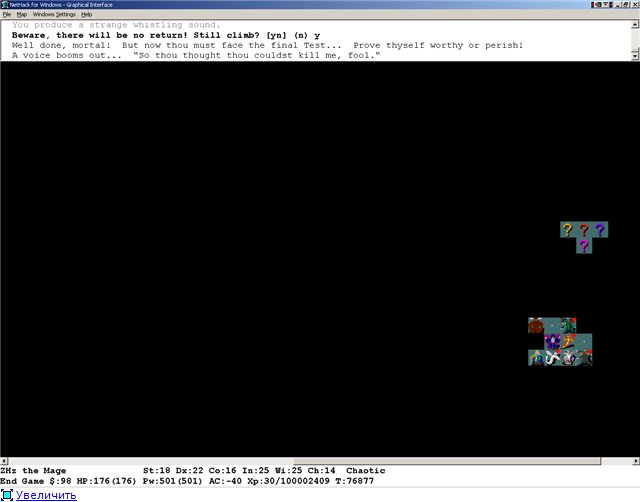 NetHack for Windows - Graphical Interface
File Map Windows Settings Help
You produce a strange whistling sound.
Beware, there will be no return! Still climb? [yn] (n) y
Well done, mortal! But now thou must face the final Test... Prove thyself worthy or perish!
A voice booms out... "So thou thought thou couldst kill me, fool."
? ? ?
?
ZHz the Mage St:18 Dx:22 Co:16 In:25 Wi:25 Ch:14 Chaotic
End Game $:98 HP:176(176) Pw:501(501) AC:-40 Xp:30/100002409 T:76877
Увеличить